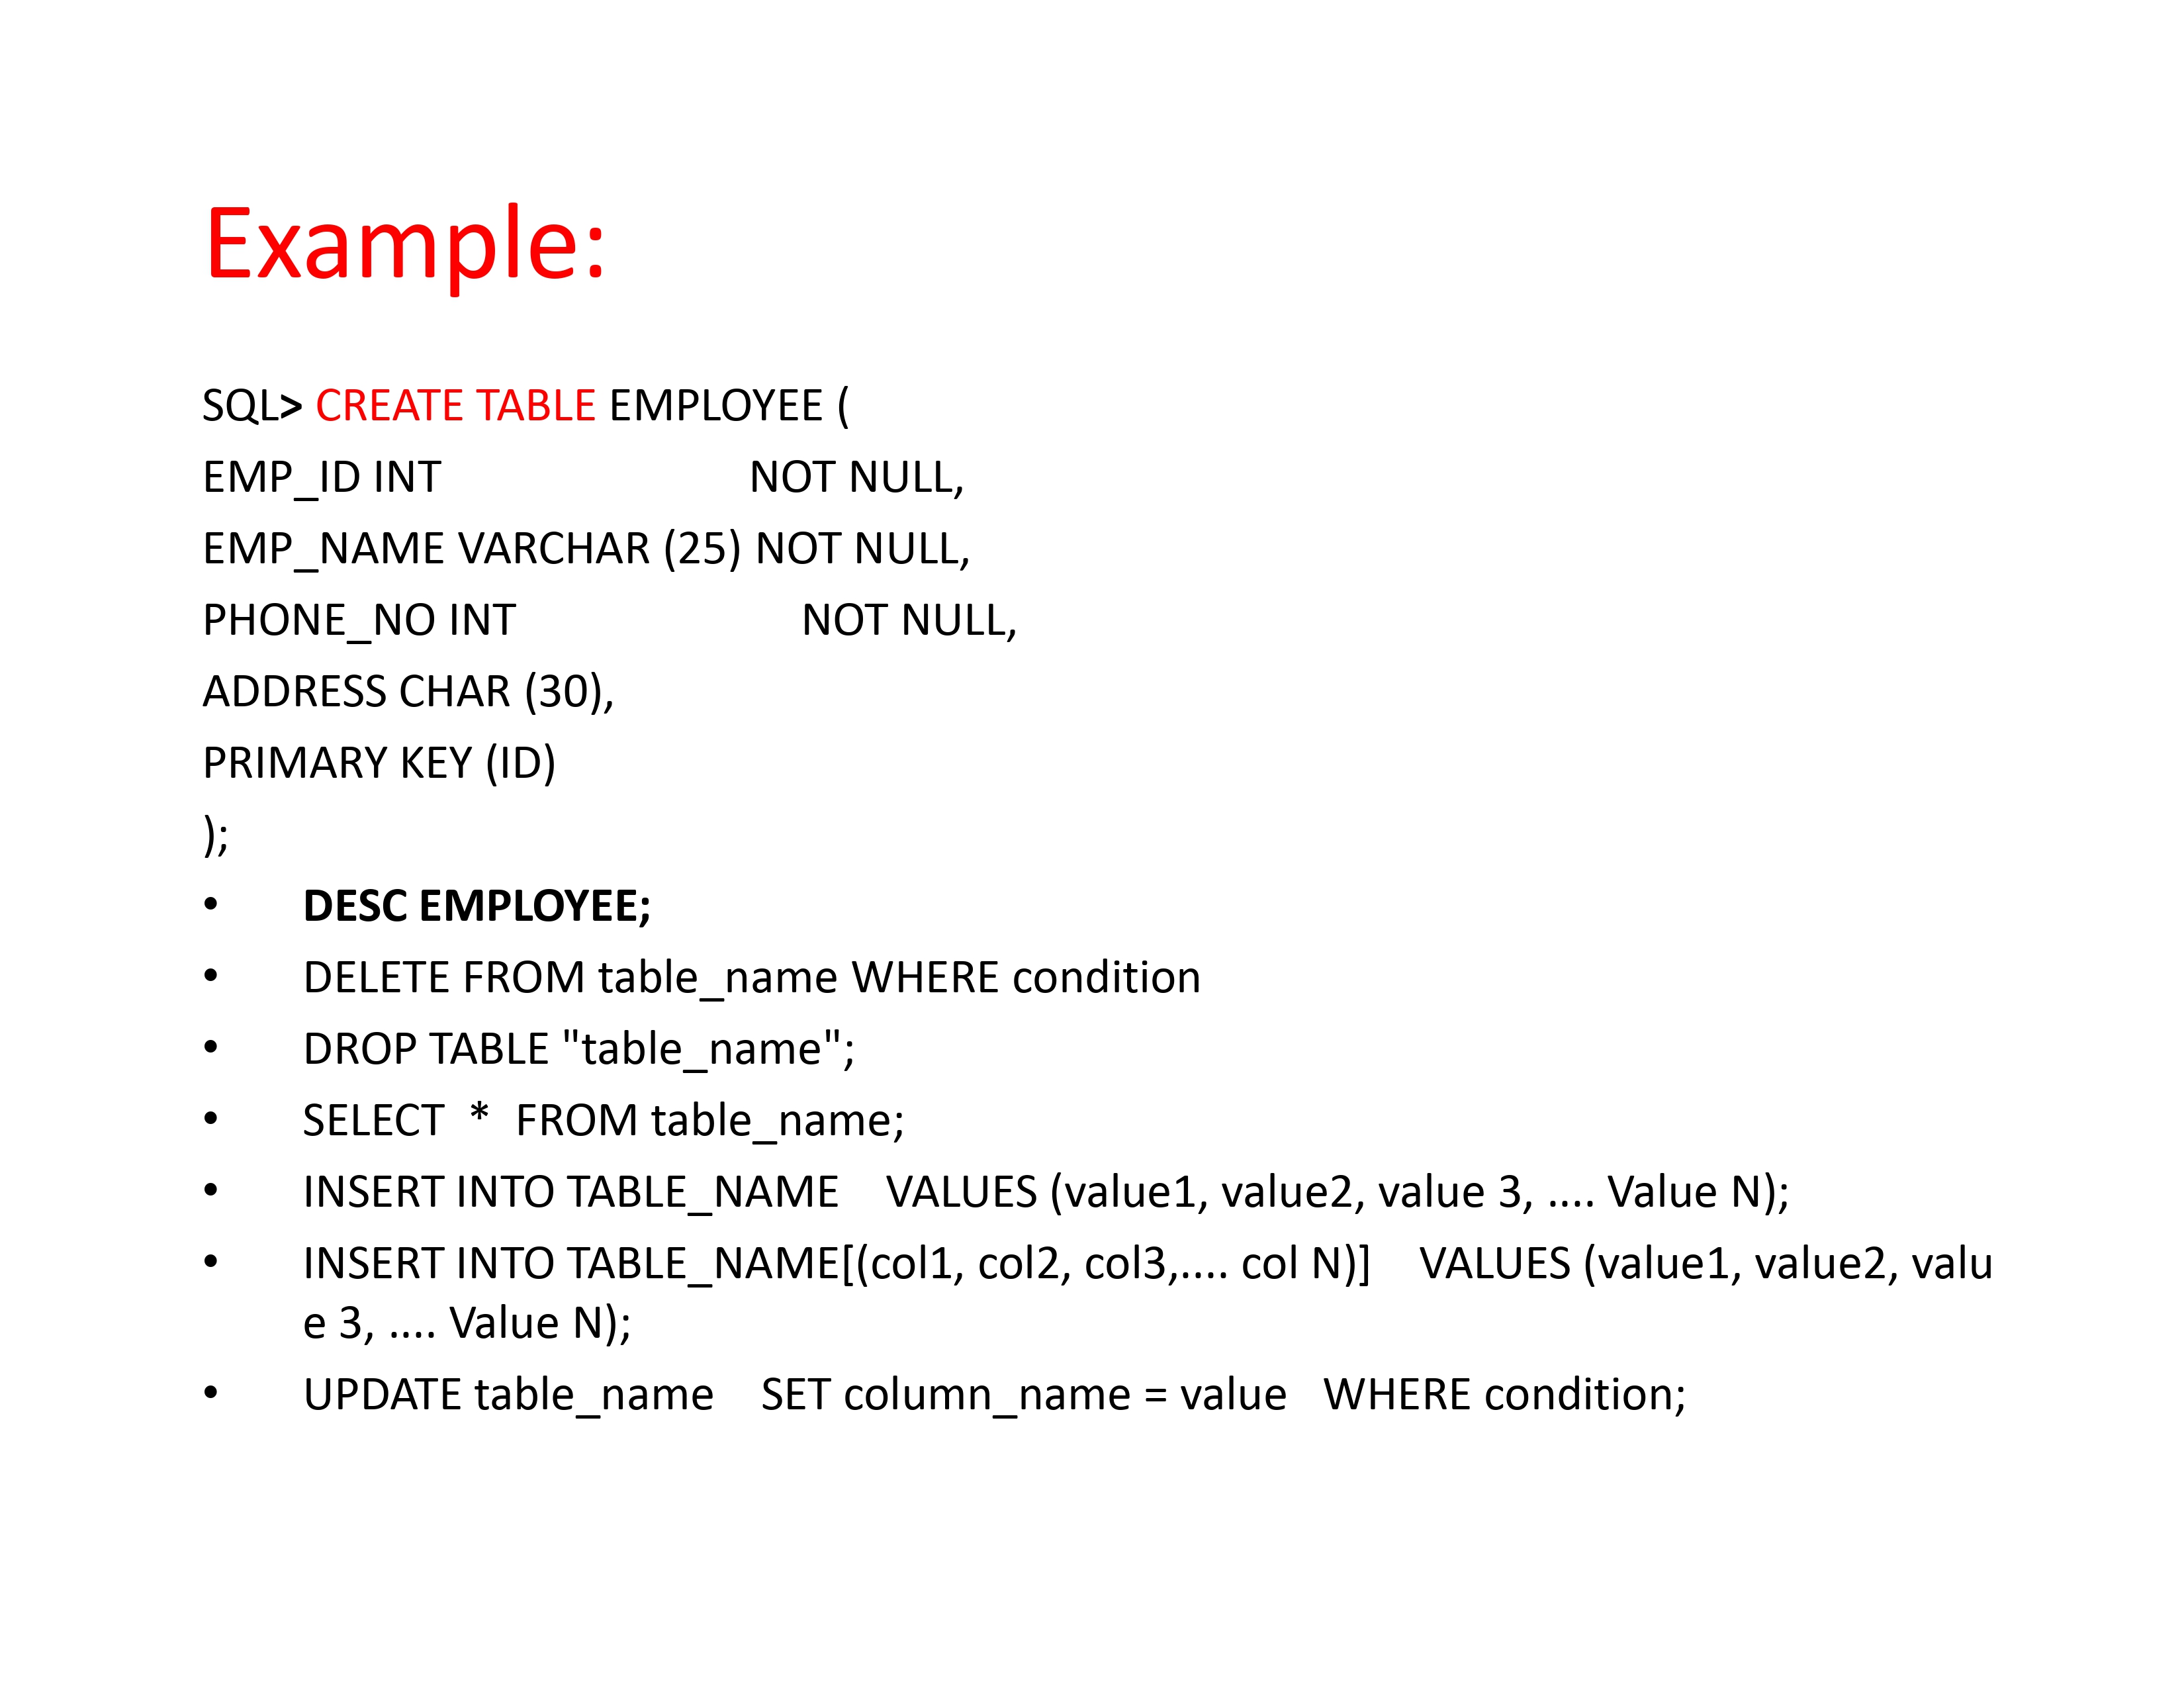 Example:
SQL> CREATE TABLE EMPLOYEE (
EMP_ID INT NOT NULL,
EMP_NAME VARCHAR (25) NOT NULL,
PHONE_NO INT NOT NULL,
ADDRESS CHAR (30),
PRIMARY KEY (ID)
);
• DESC EMPLOYEE;
• DELETE FROM table_name WHERE condition
• DROP TABLE "table_name";
• SELECT * FROM table_name;
• INSERT INTO TABLE_NAME VALUES (value1, value2, value 3, .... Value N);
• INSERT INTO TABLE_NAME[(col1, col2, col3,.... col N)] VALUES (value1, value2, valu
e 3, .... Value N);
• UPDATE table_name SET column_name = value WHERE condition;